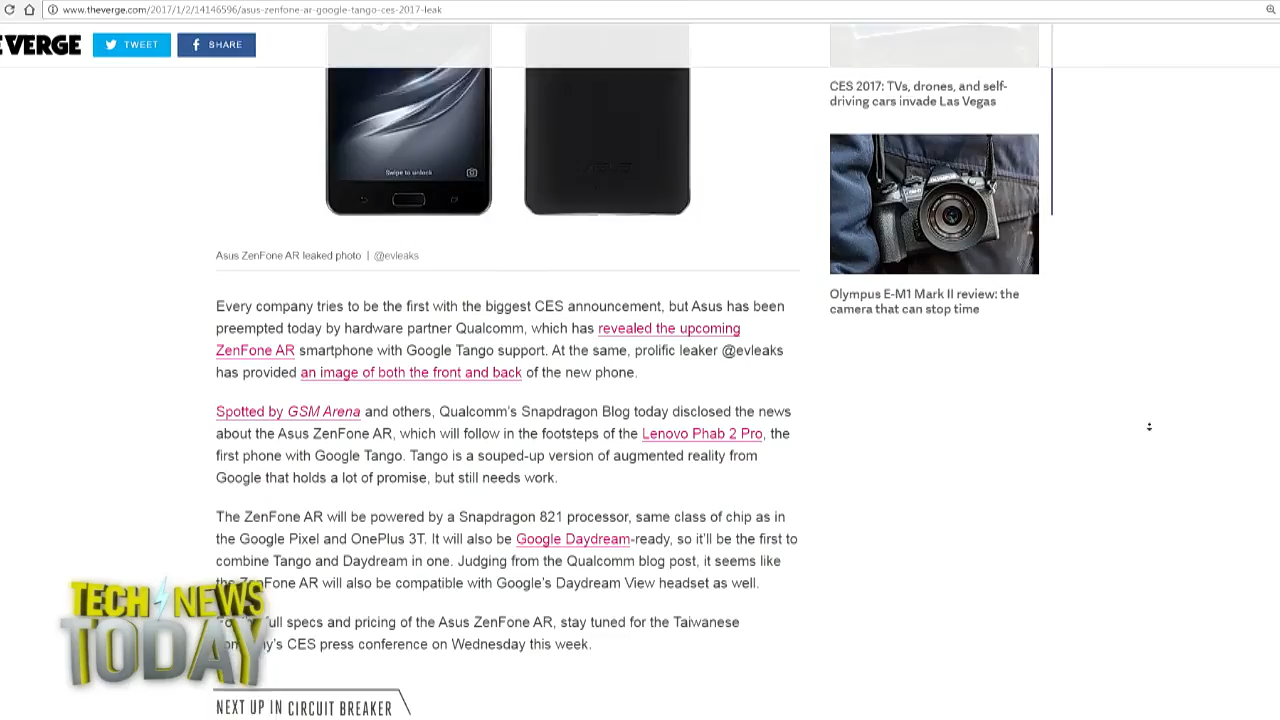 www.theverge.com/2017/1/2/14146596/asus-zenfone-ar-google-tango-ces-2017-leak
E VERGE
TWEET
SHARE
Swipe to unlock
CES 2017: TVs, drones, and self-
driving cars invade Las Vegas
OLYMPUS
Olympus E-M1 Mark II review: the
camera that can stop time
Asus ZenFone AR leaked photo | @evleaks
Every company tries to be the first with the biggest CES announcement, but Asus has been
preempted today by hardware partner Qualcomm, which has revealed the upcoming
ZenFone AR smartphone with Google Tango support. At the same, prolific leaker @evleaks
has provided an image of both the front and back of the new phone.
Spotted by GSM Arena and others, Qualcomm's Snapdragon Blog today disclosed the news
about the Asus ZenFone AR, which will follow in the footsteps of the Lenovo Phab 2 Pro, the
first phone with Google Tango. Tango is a souped-up version of augmented reality from
Google that holds a lot of promise, but still needs work.
The ZenFone AR will be powered by a Snapdragon 821 processor, same class of chip as in
the Google Pixel and OnePlus 3T. It will also be Google Daydream-ready, so it'll be the first to
combine Tango and Daydream in one. Judging from the Qualcomm blog post, it seems like
the ZenFone AR will also be compatible with Google's Daydream View headset as well.
full specs and pricing of the Asus ZenFone AR, stay tuned for the Taiwanese
CES press conference on Wednesday this week.
TECH NEWS
TODAY
NEXT UP IN CIRCUIT BREAKER